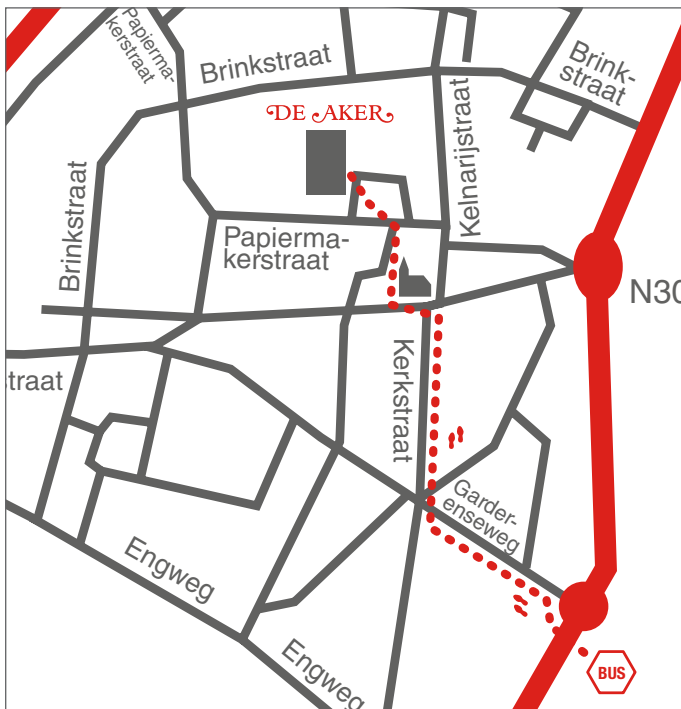 Papierma-
kerstraat
Brinkstraat
Brink-
straat
DE AKER
Kelnarijstraat
Brinkstraat
Papierma-
kerstraat
N30
traat
Kerkstraat
Garder-
enseweg
Engweg
Engweg
BUS